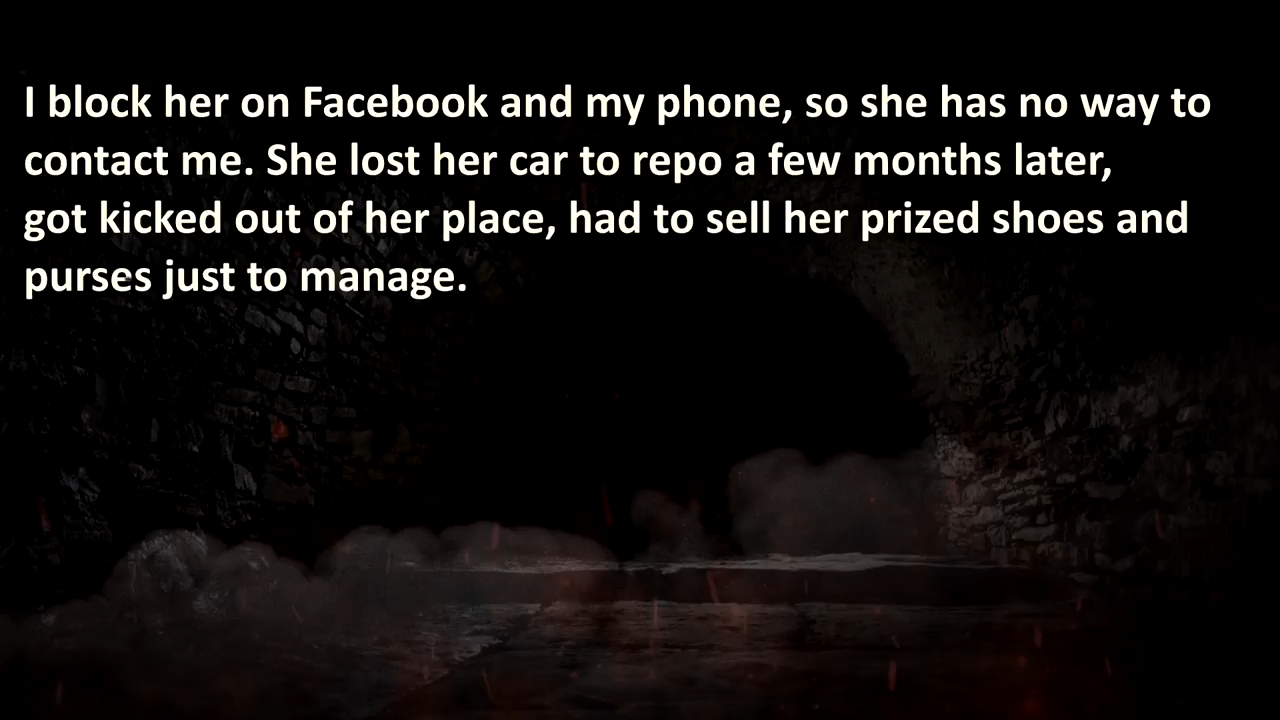 I block her on Facebook and my phone, so she has no way to
contact me. She lost her car to repo a few months later,
got kicked out of her place, had to sell her prized shoes and
purses just to manage.